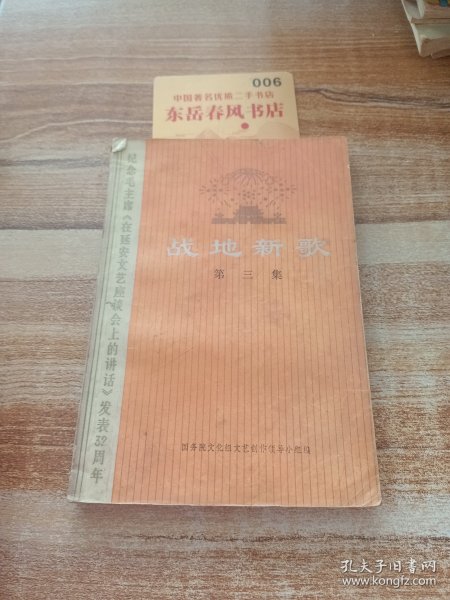 006
中国著名优质二手书店
东岳春风书店
纪念毛主席《在延安文艺座谈会上的讲话》发表32周年
战地新歌
第三集
国务院文化组文艺创作领导小组编
孔夫子旧书网
www.kongfz.com